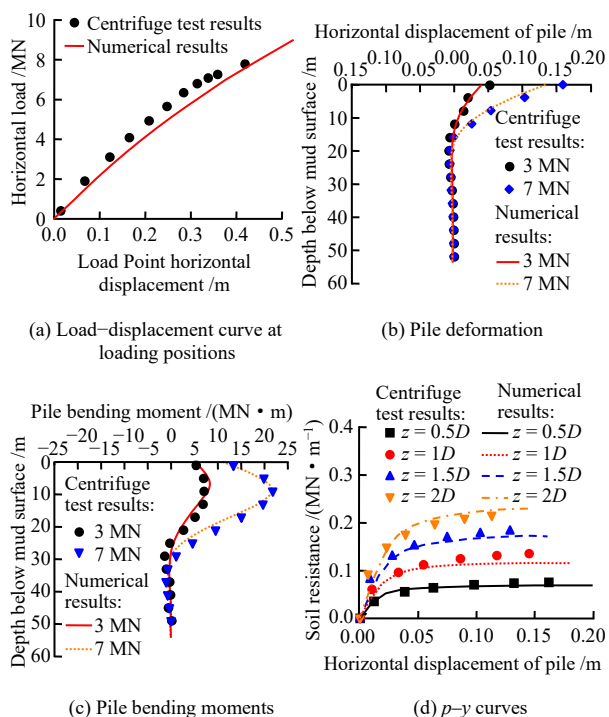 Centrifuge test results
Numerical results
Horizontal load /MN
10
8
6
4
2
0
0.0 0.1 0.2 0.3 0.4 0.5
Load Point horizontal
displacement /m
(a) Load−displacement curve at
loading positions
Horizontal displacement of pile /m
0.15 0.10 0.05 0.00 0.05 0.10 0.15
Depth below mud surface /m
0
10
20
30
40
50
60
Centrifuge
test results:
3 MN
7 MN
Numerical
results:
3 MN
7 MN
(b) Pile deformation
Pile bending moment /(MN • m)
−25 −20 −15 −10 −5 0 5 10 15 20 25
Depth below mud surface /m
0
10
20
30
40
50
60
Centrifuge
test results:
3 MN
7 MN
Numerical
results:
3 MN
7 MN
(c) Pile bending moments
Centrifuge
test results:
z = 0.5D
z = 1D
z = 1.5D
z = 2D
Numerical
results:
z = 0.5D
z = 1D
z = 1.5D
z = 2D
Soil resistance /(MN • m⁻¹)
0.4
0.3
0.2
0.1
0.0
0.00 0.05 0.10 0.15 0.20
Horizontal displacement of pile /m
(d) p–y curves